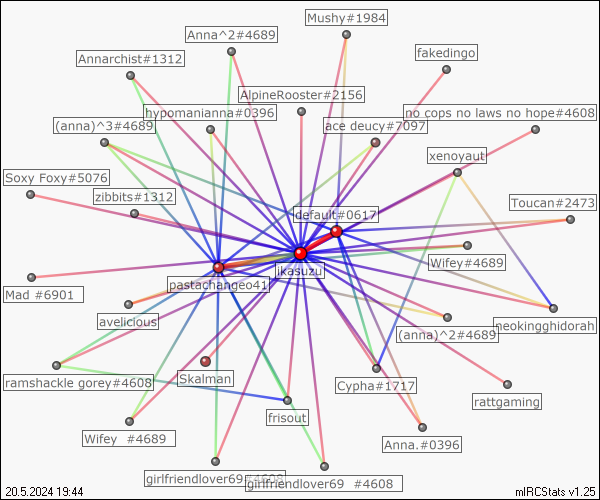 Mushy#1984
Anna^2#4689
fakedingo
Annarchist#1312
AlpineRooster#2156
hypomanianna#0396
no cops no laws no hope#4608
(anna)^3#4689
ace deucy#7097
xenoyaut
Soxy Foxy#5076
zibbits#1312
Toucan#2473
default#0617
Wifey#4689
ikasuzu
pastachangeo41
Mad #6901
avelicious
neokingghidorah
(anna)^2#4689
ramshackle gorey#4608
Skalman
Cypha#1717
rattgaming
frisout
Wifey #4689
Anna.#0396
girlfriendlover69#4608
girlfriendlover69 #4608
20.5.2024 19:44
mIRCStats v1.25